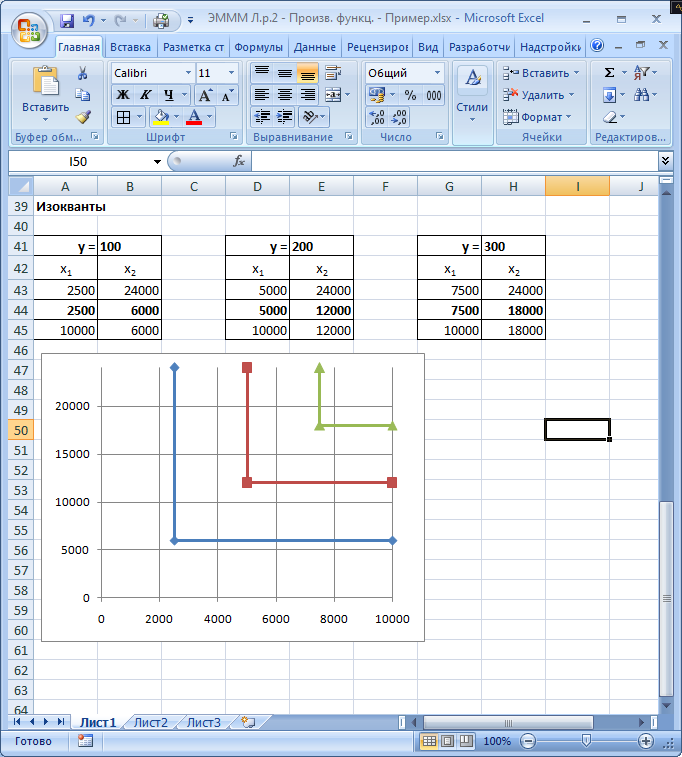 ЭМММ Л.р.2 - Произв. функц. - Пример.xlsx - Microsoft Excel
Главная Вставка Разметка ст Формулы Данные Рецензиров Вид Разработчи Надстройки
Calibri 11 Общий
Вставить Ж К Ч А А % 000 Стили Вставить Σ
Удалить
Формат
Буфер обм... Шрифт Выравнивание Число Ячейки Редактиров...
I50 fx
A B C D E F G H I J
39 Изокванты
40
41 y = 100 y = 200 y = 300
42 x₁ x₂ x₁ x₂ x₁ x₂
43 2500 24000 5000 24000 7500 24000
44 2500 6000 5000 12000 7500 18000
45 10000 6000 10000 12000 10000 18000
46
47
48
49
50
51
52
53
54
55
56
57
58
59
60
61
62
63
64
20000
15000
10000
5000
0
0 2000 4000 6000 8000 10000
Лист1 Лист2 Лист3
Готово 100%